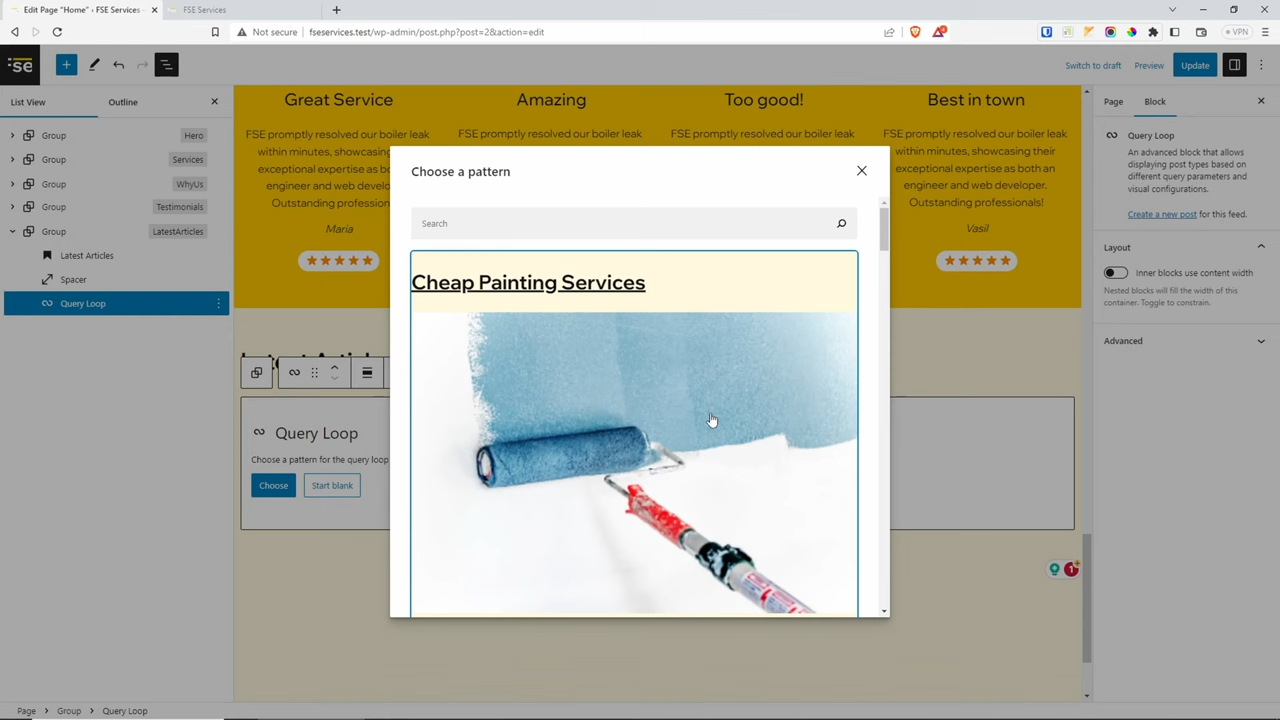 Edit Page "Home" ‹ FSE Services -
FSE Services
Not secure
fseservices.test/wp-admin/post.php?post=2&action=edit
VPN
Switch to draft
Preview
Update
List View
Outline
Page
Block
Group
Hero
Group
Services
Group
WhyUs
Group
Testimonials
Group
LatestArticles
Latest Articles
Spacer
Query Loop
Great Service
Amazing
Too good!
Best in town
FSE promptly resolved our boiler leak
FSE promptly resolved our boiler leak
FSE promptly resolved our boiler leak
FSE promptly resolved our boiler leak
within minutes, showcasing
within minutes, showcasing their
exceptional expertise as
exceptional expertise as both an
engineer and web
engineer and web developer.
Outstanding
Outstanding professionals!
Maria
Vasil
Choose a pattern
Search
Cheap Painting Services
Query Loop
Choose a pattern for the query loop
Choose
Start blank
Query Loop
An advanced block that allows
displaying post types based on
different query parameters and
visual configurations.
Create a new post for this feed.
Layout
Inner blocks use content width
Nested blocks will fill the width of this
container. Toggle to constrain.
Advanced
1
Page
Group
Query Loop